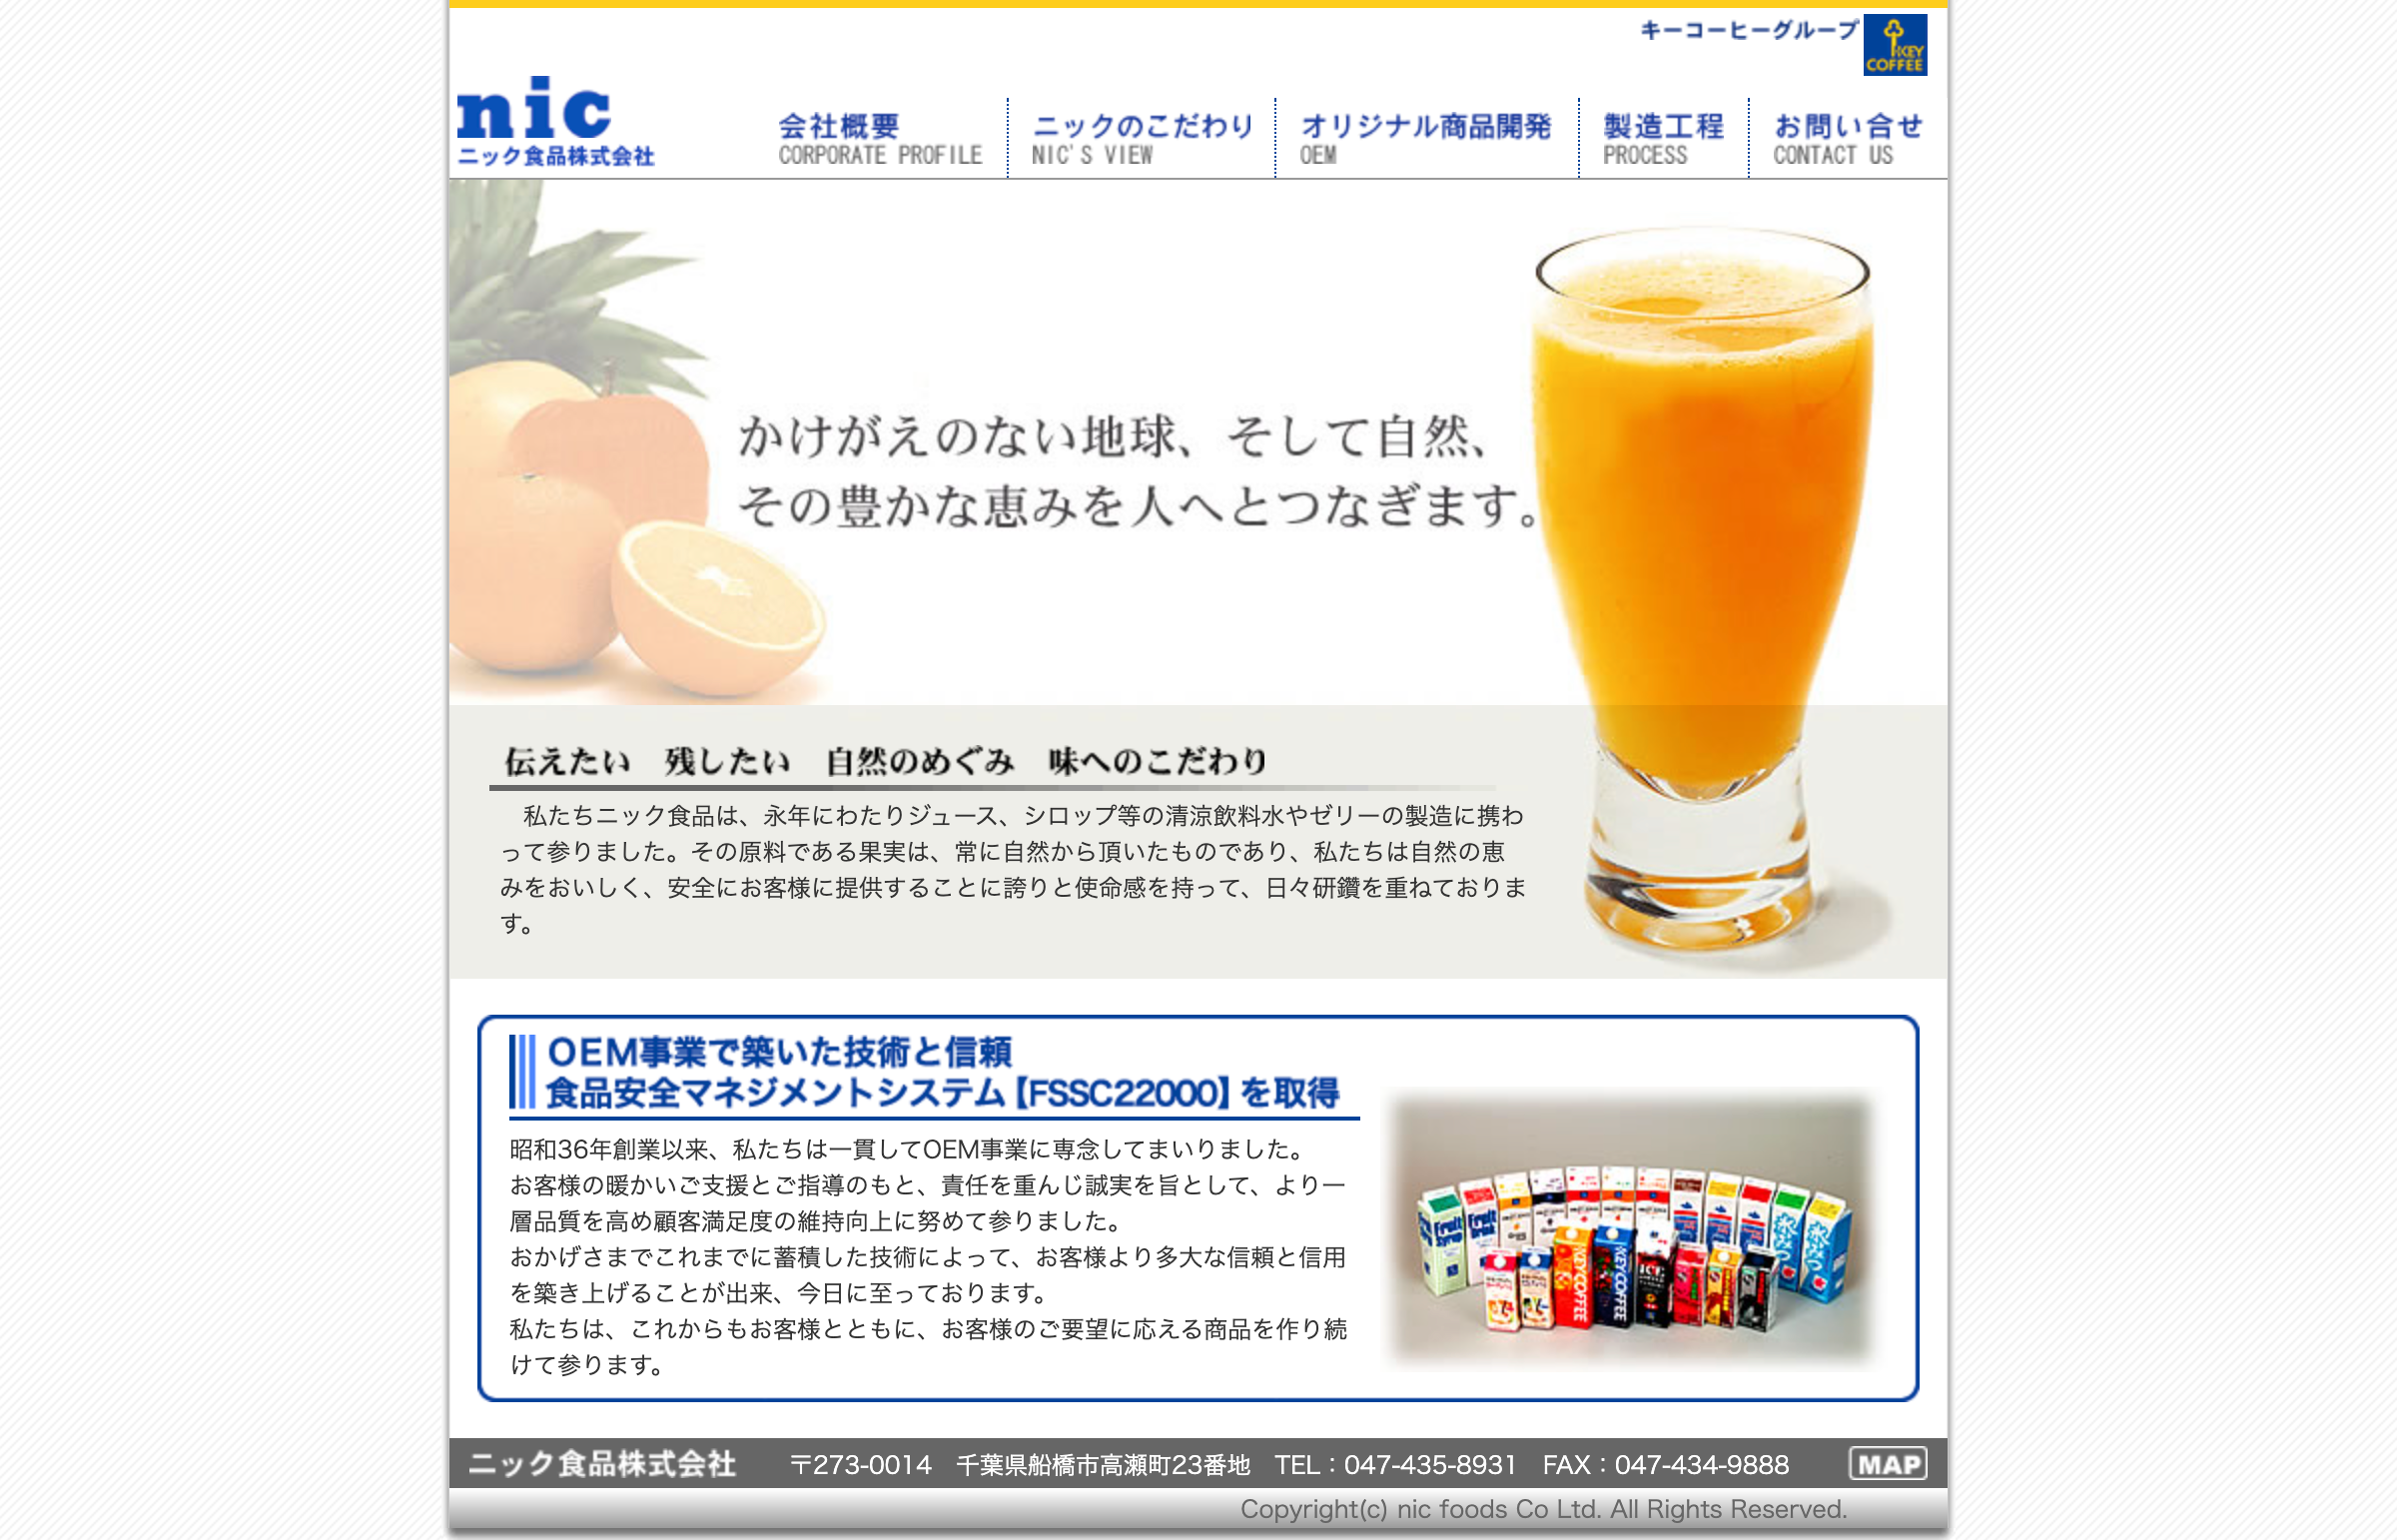 キーコーヒーグループ
KEY
COFFEE
nic
ニック食品株式会社
会社概要
CORPORATE PROFILE
ニックのこだわり
NIC'S VIEW
オリジナル商品開発
OEM
製造工程
PROCESS
お問い合せ
CONTACT US
かけがえのない地球、そして自然、
その豊かな恵みを人へとつなぎます。
伝えたい　残したい　自然のめぐみ　味へのこだわり
私たちニック食品は、永年にわたりジュース、シロップ等の清涼飲料水やゼリーの製造に携わ
って参りました。その原料である果実は、常に自然から頂いたものであり、私たちは自然の恵
みをおいしく、安全にお客様に提供することに誇りと使命感を持って、日々研鑽を重ねておりま
す。
OEM事業で築いた技術と信頼
食品安全マネジメントシステム【FSSC22000】を取得
昭和36年創業以来、私たちは一貫してOEM事業に専念してまいりました。
お客様の暖かいご支援とご指導のもと、責任を重んじ誠実を旨として、より一
層品質を高め顧客満足度の維持向上に努めて参りました。
おかげさまでこれまでに蓄積した技術によって、お客様より多大な信頼と信用
を築き上げることが出来、今日に至っております。
私たちは、これからもお客様とともに、お客様のご要望に応える商品を作り続
けて参ります。
Fruit
Syrup
Fruit
Drink
KEY COFFEE
KEY COFFEE
ニック食品株式会社
〒273-0014　千葉県船橋市高瀬町23番地　TEL：047-435-8931　FAX：047-434-9888
MAP
Copyright(c) nic foods Co Ltd. All Rights Reserved.